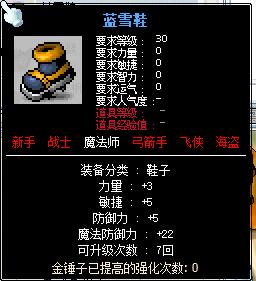 蓝雪鞋
要求等级： 30
要求力量： 0
要求敏捷： 0
要求智力： 0
要求运气： 0
要求人气度： -
道具等级： -
道具经验值： -
新手 战士 魔法师 弓箭手 飞侠 海盗
装备分类 : 鞋子
力量 : +3
敏捷 : +5
防御力 : +5
魔法防御力 : +22
可升级次数 : 7回
金锤子已提高的强化次数: 0